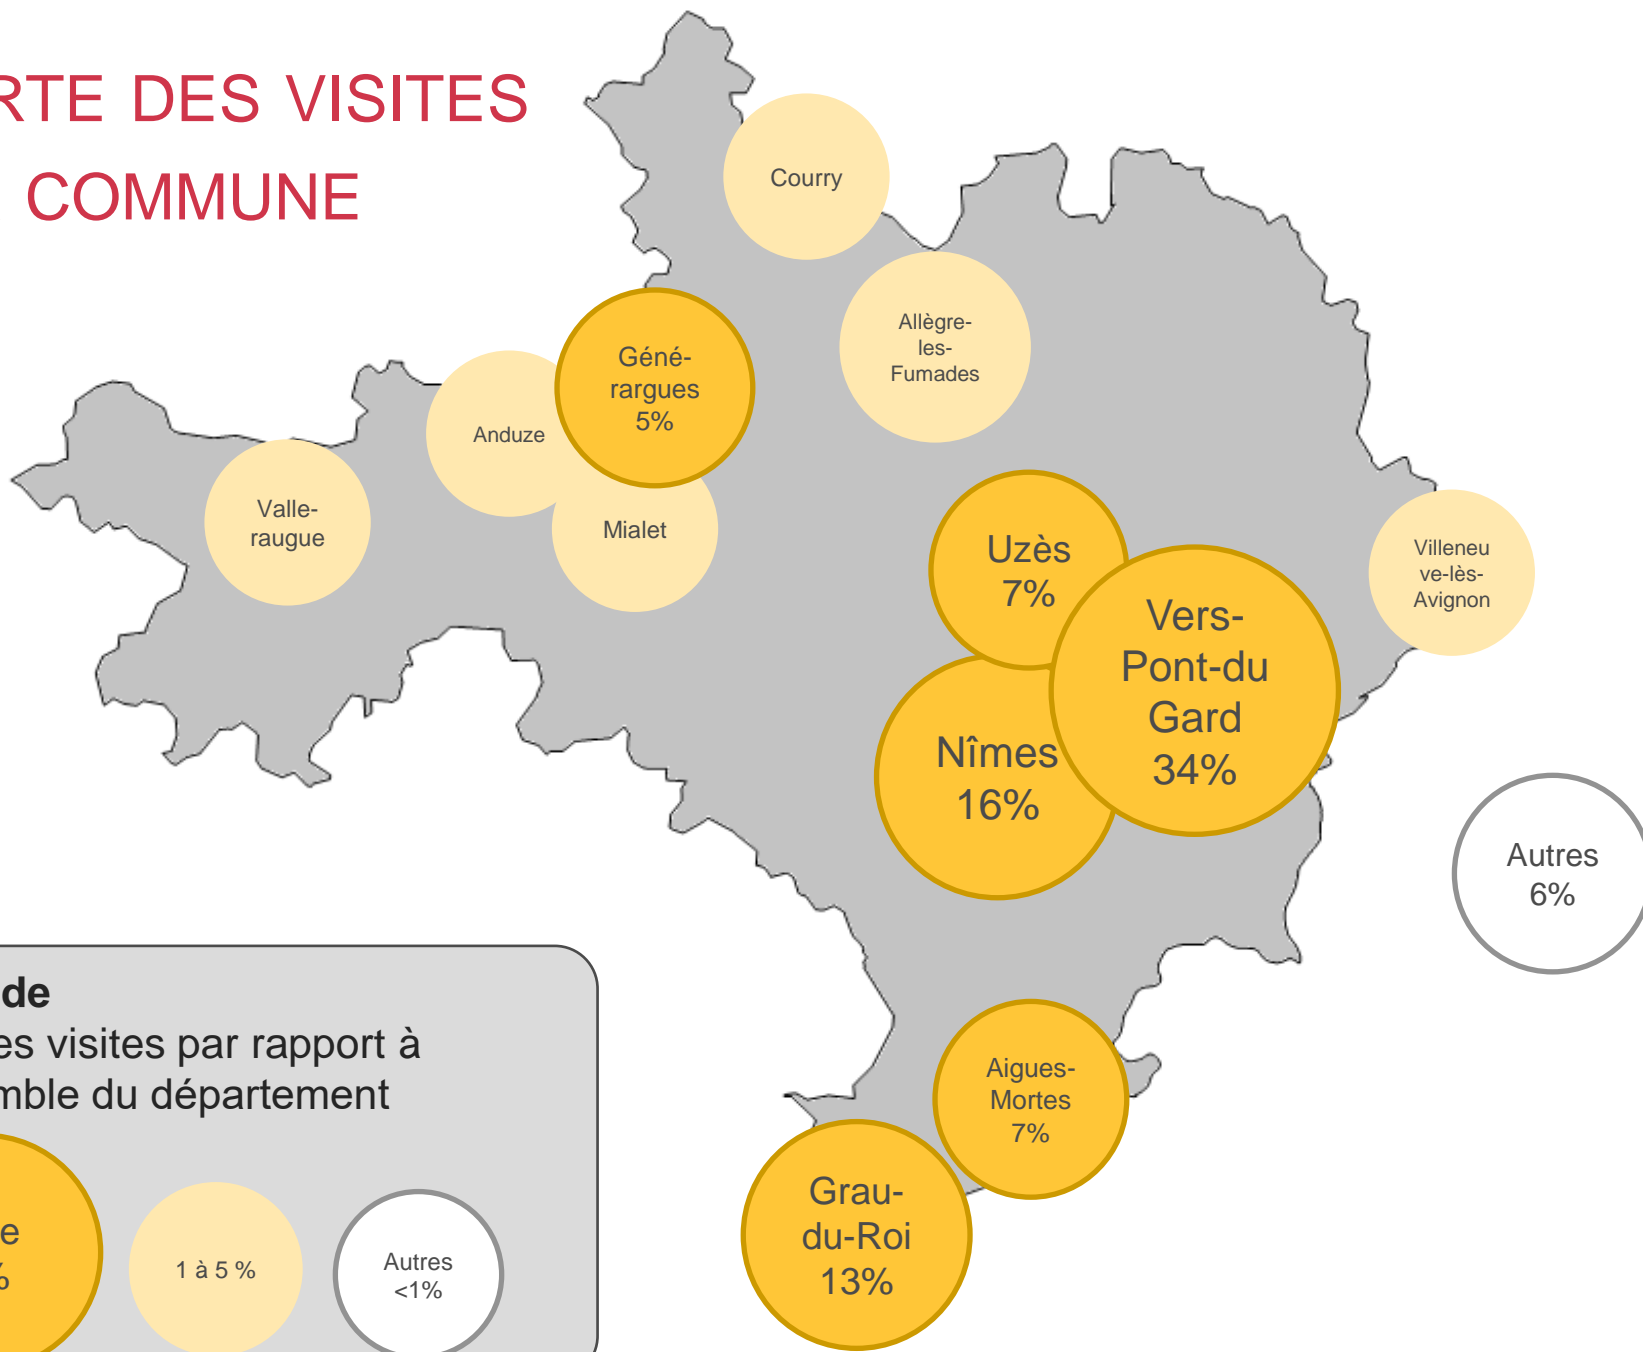 RTE DES VISITES
COMMUNE
Courry
Allègre-
les-
Fumades
Géné-
rargues
5%
Anduze
Mialet
Valle-
raugue
Uzès
7%
Vers-
Pont-du
Gard
34%
Nîmes
16%
Villeneu
ve-lès-
Avignon
Autres
6%
Aigues-
Mortes
7%
Grau-
du-Roi
13%
de
es visites par rapport à
mble du département
e
%
1 à 5 %
Autres
<1%